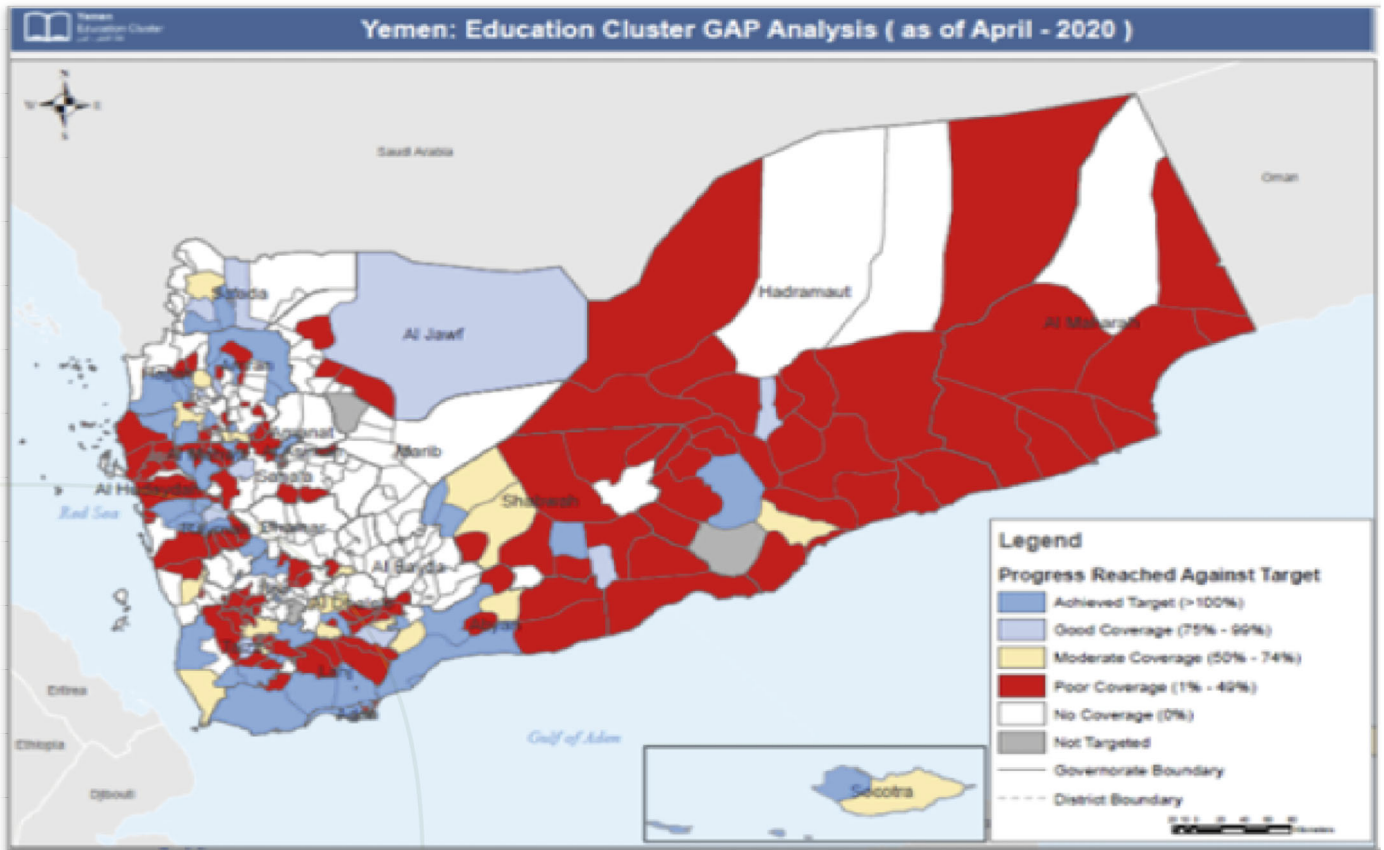 Yemen
Education Cluster
Yemen: Education Cluster GAP Analysis ( as of April - 2020 )
N
W
E
S
Saudi Arabia
Oman
Hadramaut
Al Maharah
Al Jawf
Marib
Sana'a
Shabwah
Al Hudaydah
Red Sea
Dhamar
Al Bayda
Abyan
Eritrea
Ethiopia
Djibouti
Gulf of Aden
Socotra
Legend
Progress Reached Against Target
Achieved Target (>100%)
Good Coverage (75% - 99%)
Moderate Coverage (50% - 74%)
Poor Coverage (1% - 49%)
No Coverage (0%)
Not Targeted
Governorate Boundary
District Boundary